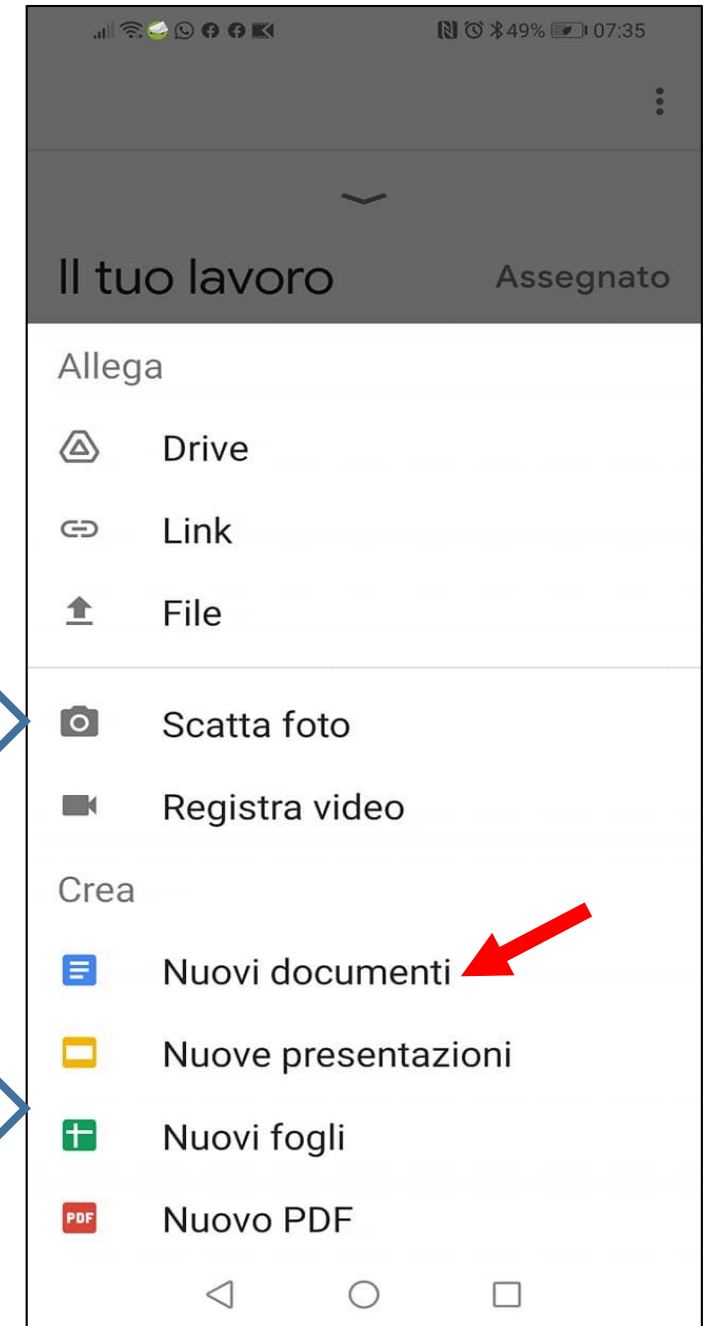 49% 07:35
Il tuo lavoro Assegnato
Allega
Drive
Link
File
Scatta foto
Registra video
Crea
Nuovi documenti
Nuove presentazioni
Nuovi fogli
PDF Nuovo PDF